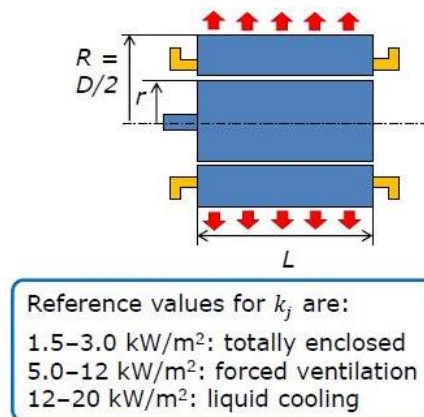 R =
D/2
r
L
Reference values for kⱼ are:
1.5–3.0 kW/m²: totally enclosed
5.0–12 kW/m²: forced ventilation
12–20 kW/m²: liquid cooling